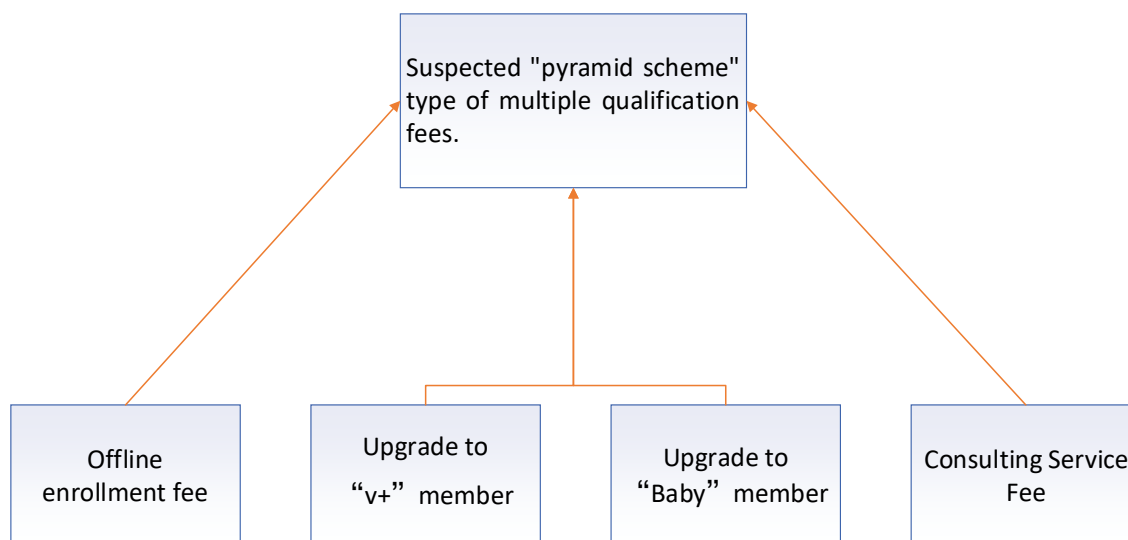 Suspected "pyramid scheme"
type of multiple qualification
fees.
Offline
enrollment fee
Upgrade to
“v+” member
Upgrade to
“Baby” member
Consulting Service
Fee